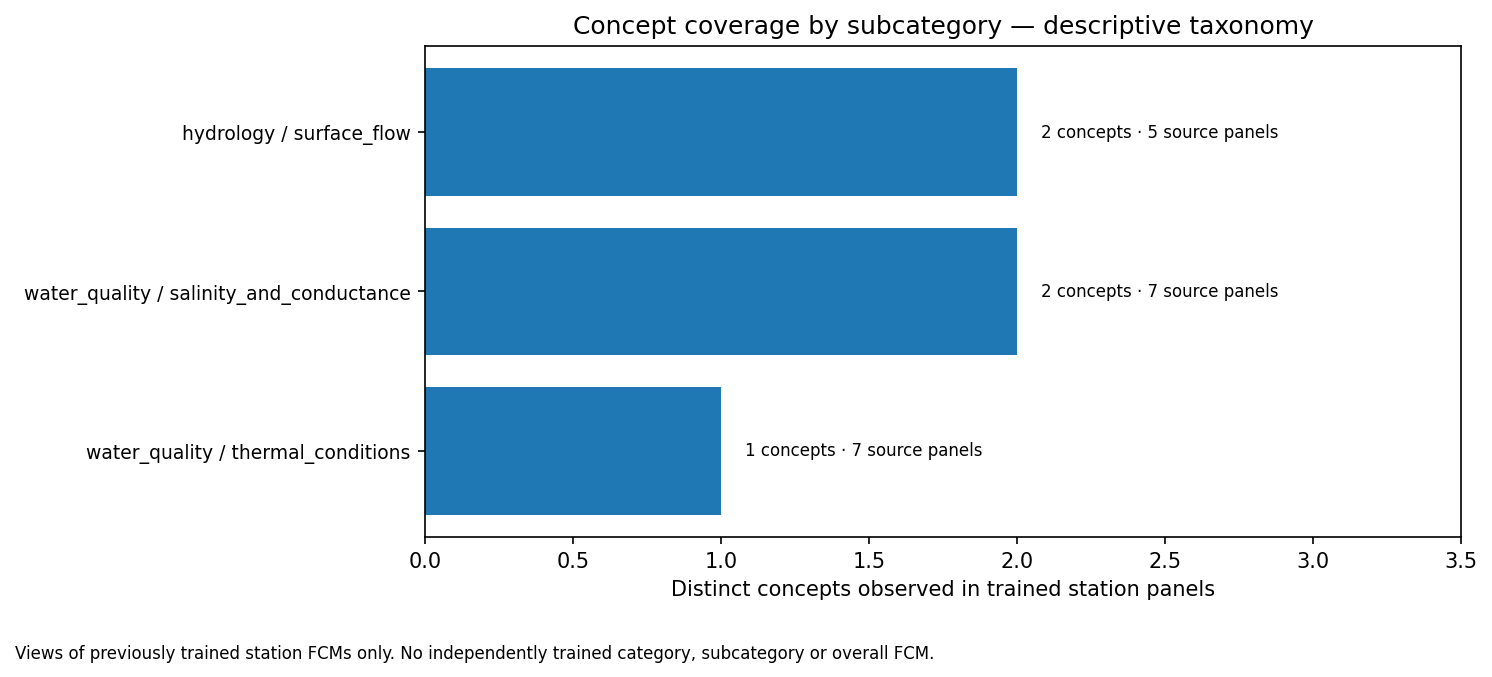 Concept coverage by subcategory — descriptive taxonomy
hydrology / surface_flow
2 concepts · 5 source panels
water_quality / salinity_and_conductance
2 concepts · 7 source panels
water_quality / thermal_conditions
1 concepts · 7 source panels
0.0 0.5 1.0 1.5 2.0 2.5 3.0 3.5
Distinct concepts observed in trained station panels
Views of previously trained station FCMs only. No independently trained category, subcategory or overall FCM.